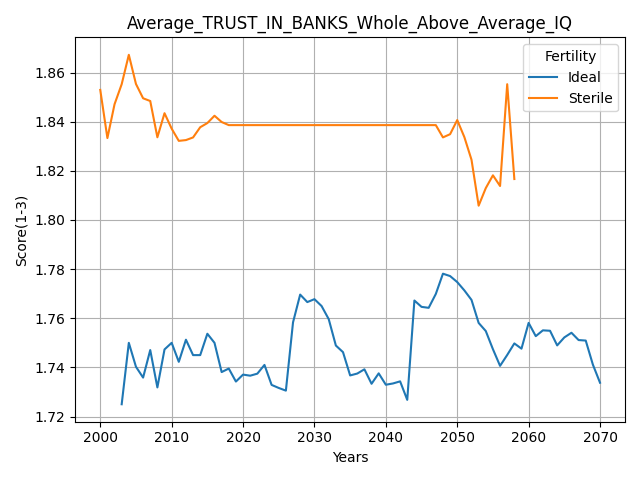 Average_TRUST_IN_BANKS_Whole_Above_Average_IQ
Score(1-3)
1.86
1.84
1.82
1.80
1.78
1.76
1.74
1.72
2000 2010 2020 2030 2040 2050 2060 2070
Years
Fertility
Ideal
Sterile